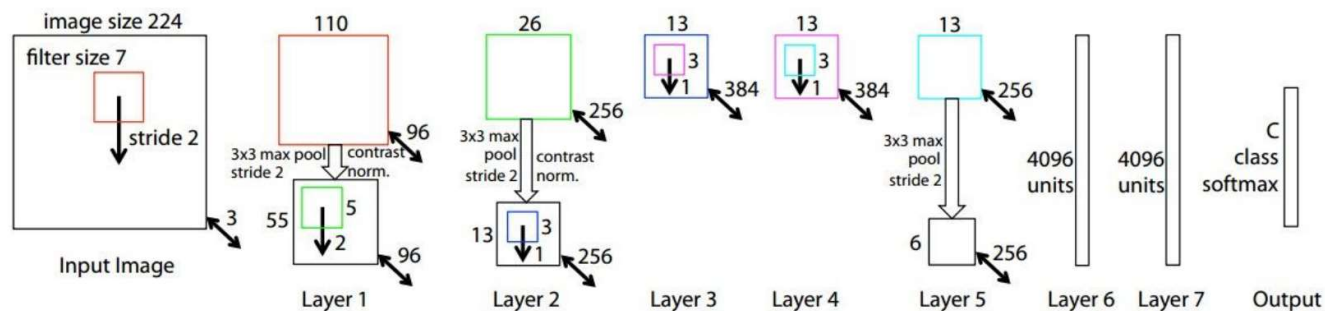 image size 224
filter size 7
stride 2
3
Input Image
110
96
3x3 max pool
stride 2
contrast
norm.
55
5
2
96
Layer 1
26
256
3x3 max
pool
stride 2
contrast
norm.
13
3
1
256
Layer 2
13
3
1
384
Layer 3
13
3
1
384
Layer 4
13
256
3x3 max
pool
stride 2
6
256
Layer 5
4096
units
Layer 6
4096
units
Layer 7
C
class
softmax
Output